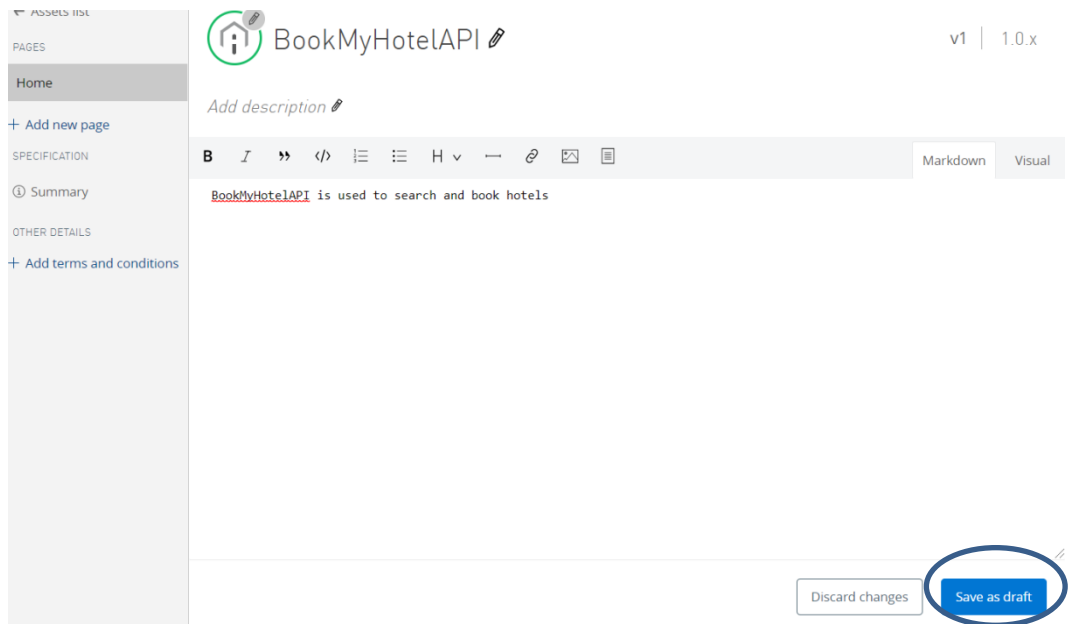 ← Assets list
PAGES
Home
+ Add new page
SPECIFICATION
Summary
OTHER DETAILS
+ Add terms and conditions
BookMyHotelAPI
v1 | 1.0.x
Add description
B I ,, </> H
Markdown Visual
BookMyHotelAPI is used to search and book hotels
Discard changes Save as draft